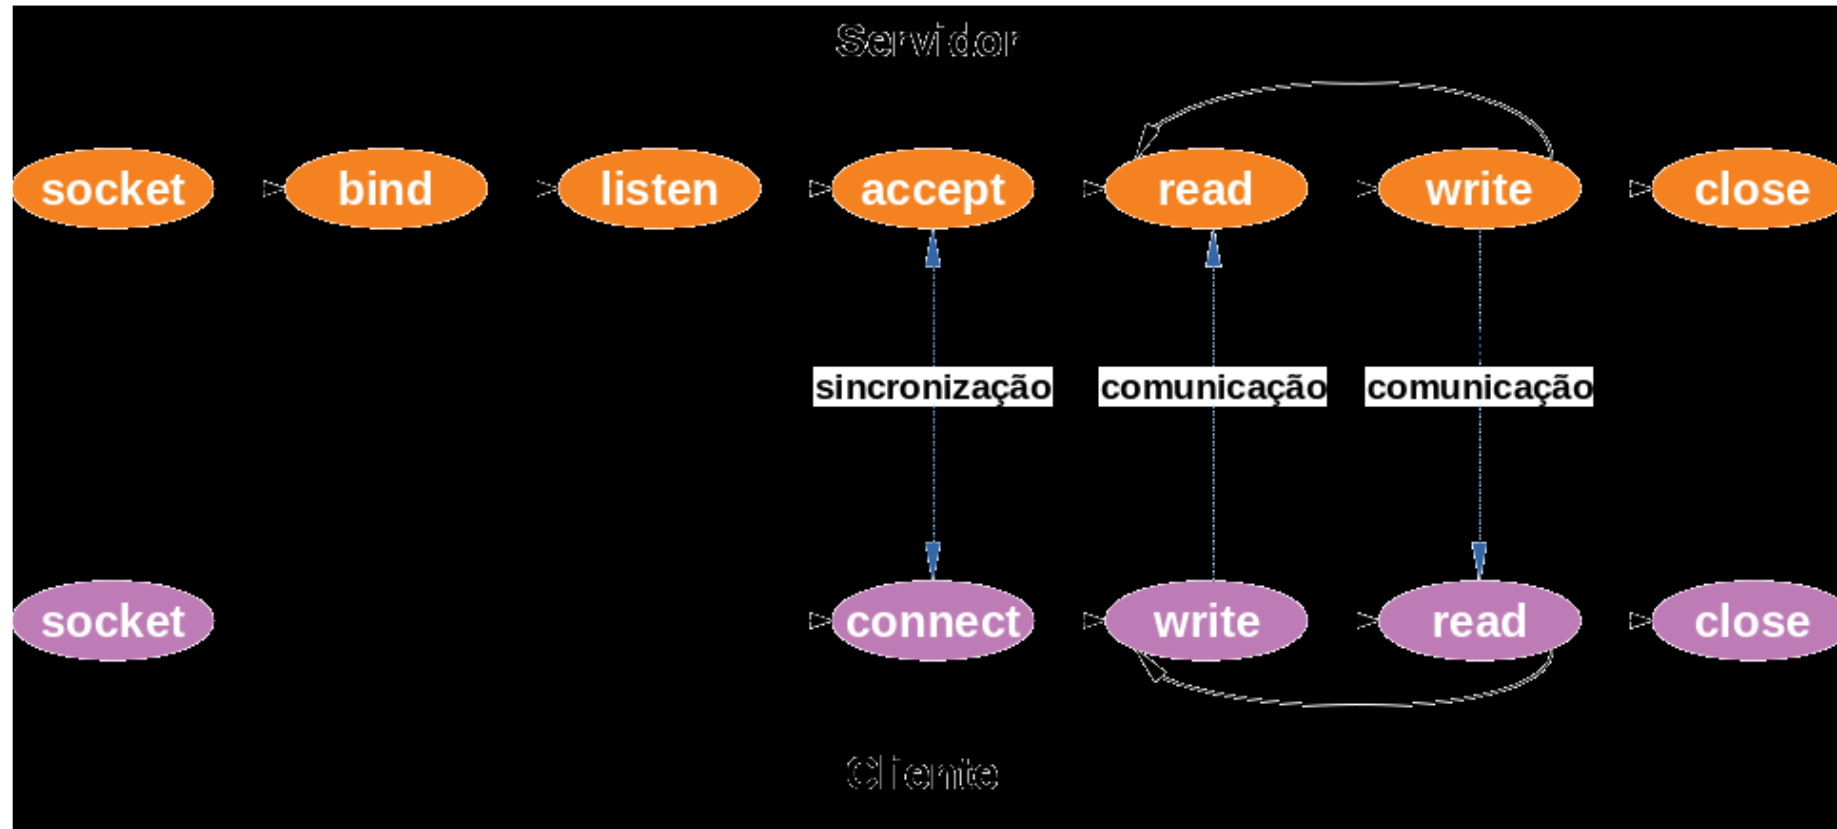 Servidor
socket bind listen accept read write close
sincronização comunicação comunicação
socket connect write read close
Cliente